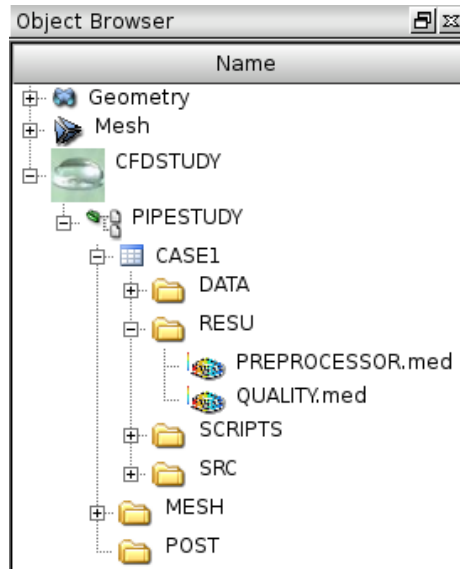 Object Browser
Name
Geometry
Mesh
CFDSTUDY
PIPESTUDY
CASE1
DATA
RESU
PREPROCESSOR.med
QUALITY.med
SCRIPTS
SRC
MESH
POST